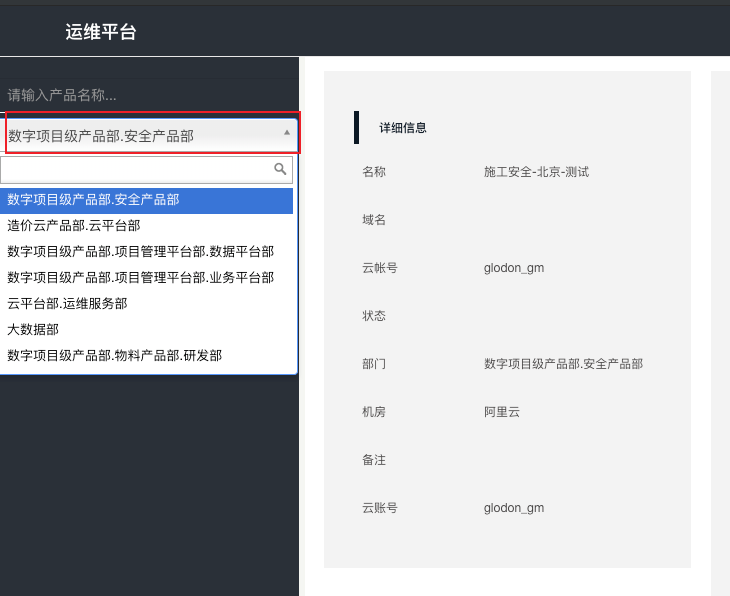 运维平台
请输入产品名称...
数字项目级产品部.安全产品部
数字项目级产品部.安全产品部
造价云产品部.云平台部
数字项目级产品部.项目管理平台部.数据平台部
数字项目级产品部.项目管理平台部.业务平台部
云平台部.运维服务部
大数据部
数字项目级产品部.物料产品部.研发部
详细信息
名称 施工安全-北京-测试
域名
云帐号 glodon_gm
状态
部门 数字项目级产品部.安全产品部
机房 阿里云
备注
云账号 glodon_gm